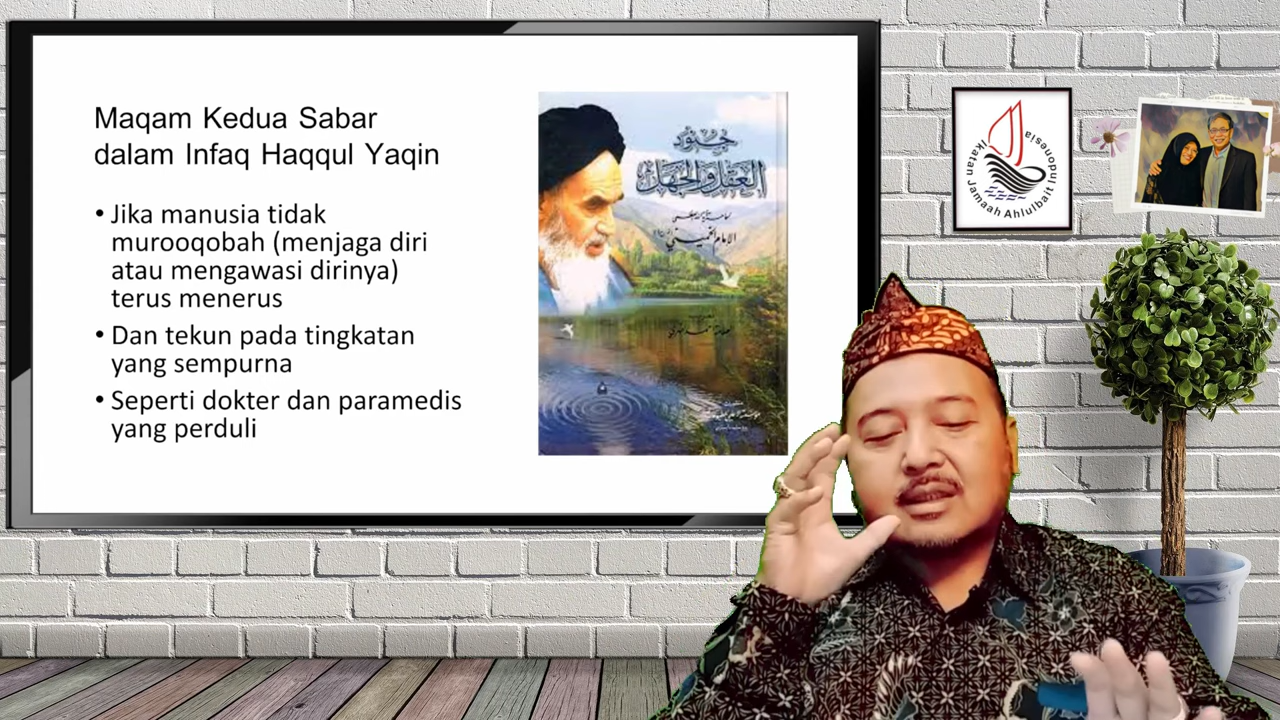 Maqam Kedua Sabar
dalam Infaq Haqqul Yaqin
• Jika manusia tidak
murooqobah (menjaga diri
atau mengawasi dirinya)
terus menerus
• Dan tekun pada tingkatan
yang sempurna
• Seperti dokter dan paramedis
yang perduli
جنود
العقل والجهل
الامام الخميني
Ikatan Jamaah Ahlulbait Indonesia